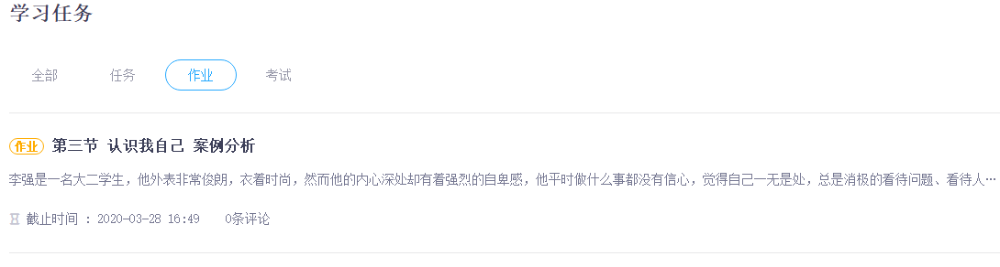 学习任务
全部 任务 作业 考试
作业 第三节 认识我自己 案例分析
李强是一名大二学生，他外表非常俊朗，衣着时尚，然而他的内心深处却有着强烈的自卑感，他平时做什么事都没有信心，觉得自己一无是处，总是消极的看待问题、看待人…
截止时间 : 2020-03-28 16:49 0条评论